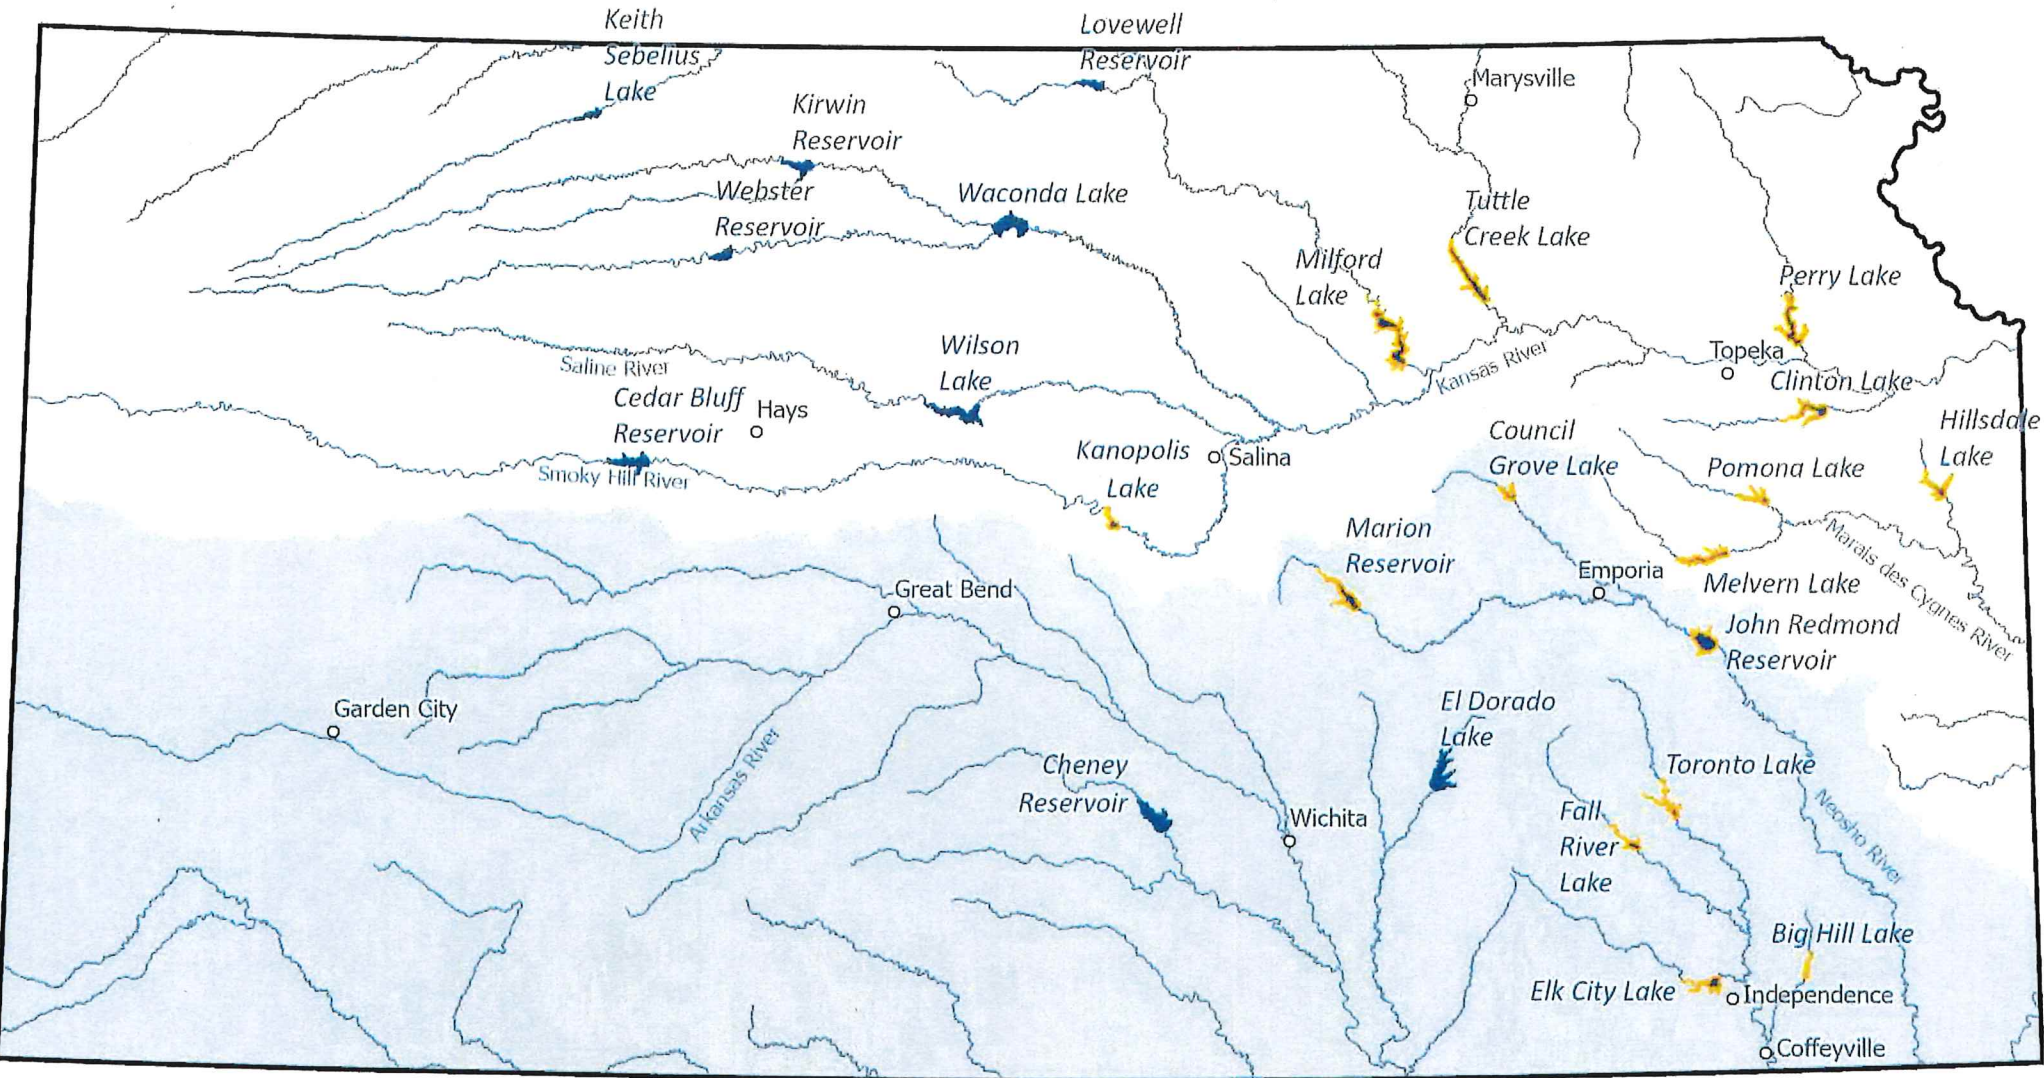 Keith
Sebelius
Lake
Lovewell
Reservoir
Marysville
Kirwin
Reservoir
Webster
Reservoir
Waconda Lake
Tuttle
Creek Lake
Milford
Lake
Perry Lake
Wilson
Lake
Saline River
Kansas River
Topeka
Clinton Lake
Cedar Bluff
Reservoir
Hays
Hillsdale
Lake
Council
Grove Lake
Kanopolis
Lake
Salina
Pomona Lake
Smoky Hill River
Marion
Reservoir
Marais des Cygnes River
Emporia
Melvern Lake
Great Bend
John Redmond
Reservoir
Garden City
El Dorado
Lake
Arkansas River
Cheney
Reservoir
Toronto Lake
Neosho River
Wichita
Fall
River
Lake
Big Hill Lake
Elk City Lake
Independence
Coffeyville